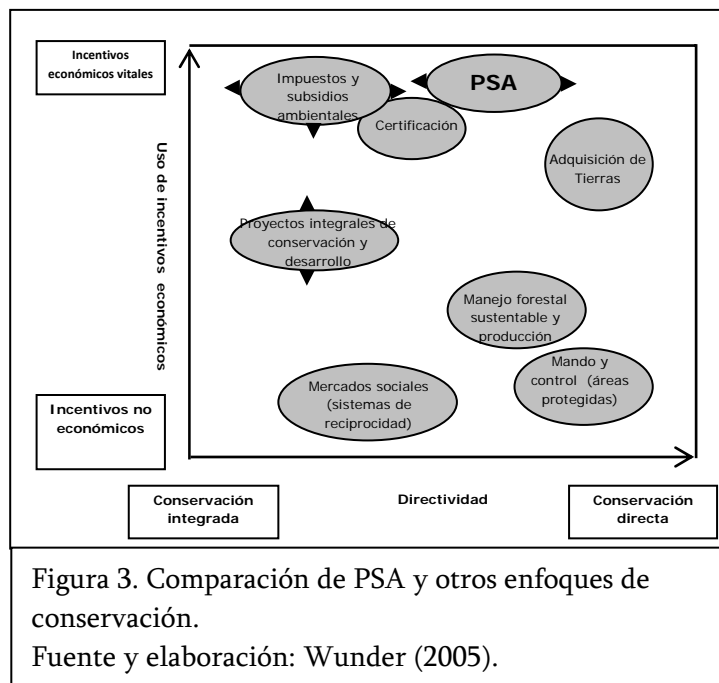 Incentivos
económicos vitales
Impuestos y
subsidios
ambientales
PSA
Certificación
Adquisición de
Tierras
Uso de incentivos económicos
Proyectos integrales de
conservación y
desarrollo
Manejo forestal
sustentable y
producción
Mando y
control (áreas
protegidas)
Mercados sociales
(sistemas de
reciprocidad)
Incentivos no
económicos
Conservación
integrada
Directividad
Conservación
directa
Figura 3. Comparación de PSA y otros enfoques de
conservación.
Fuente y elaboración: Wunder (2005).